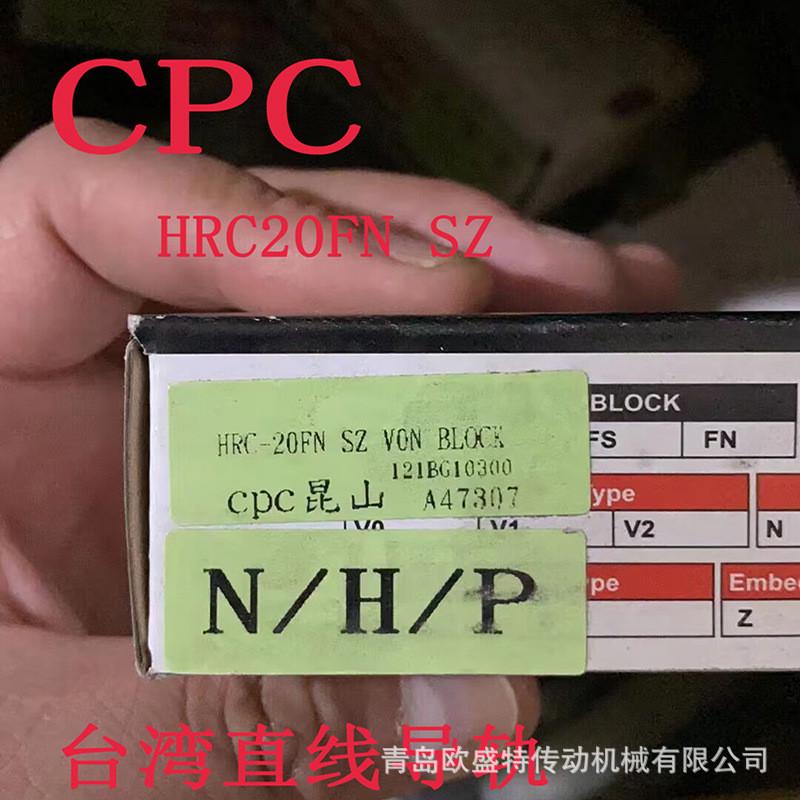 CPC
HRC20FN SZ
BLOCK
HRC-20FN SZ V0N BLOCK
FS FN
121BG10300
cpc昆山 A47307
ype
V0 V1 V2 N
N/H/P
pe Embe
Z
台湾直线导轨
青岛欧盛特传动机械有限公司